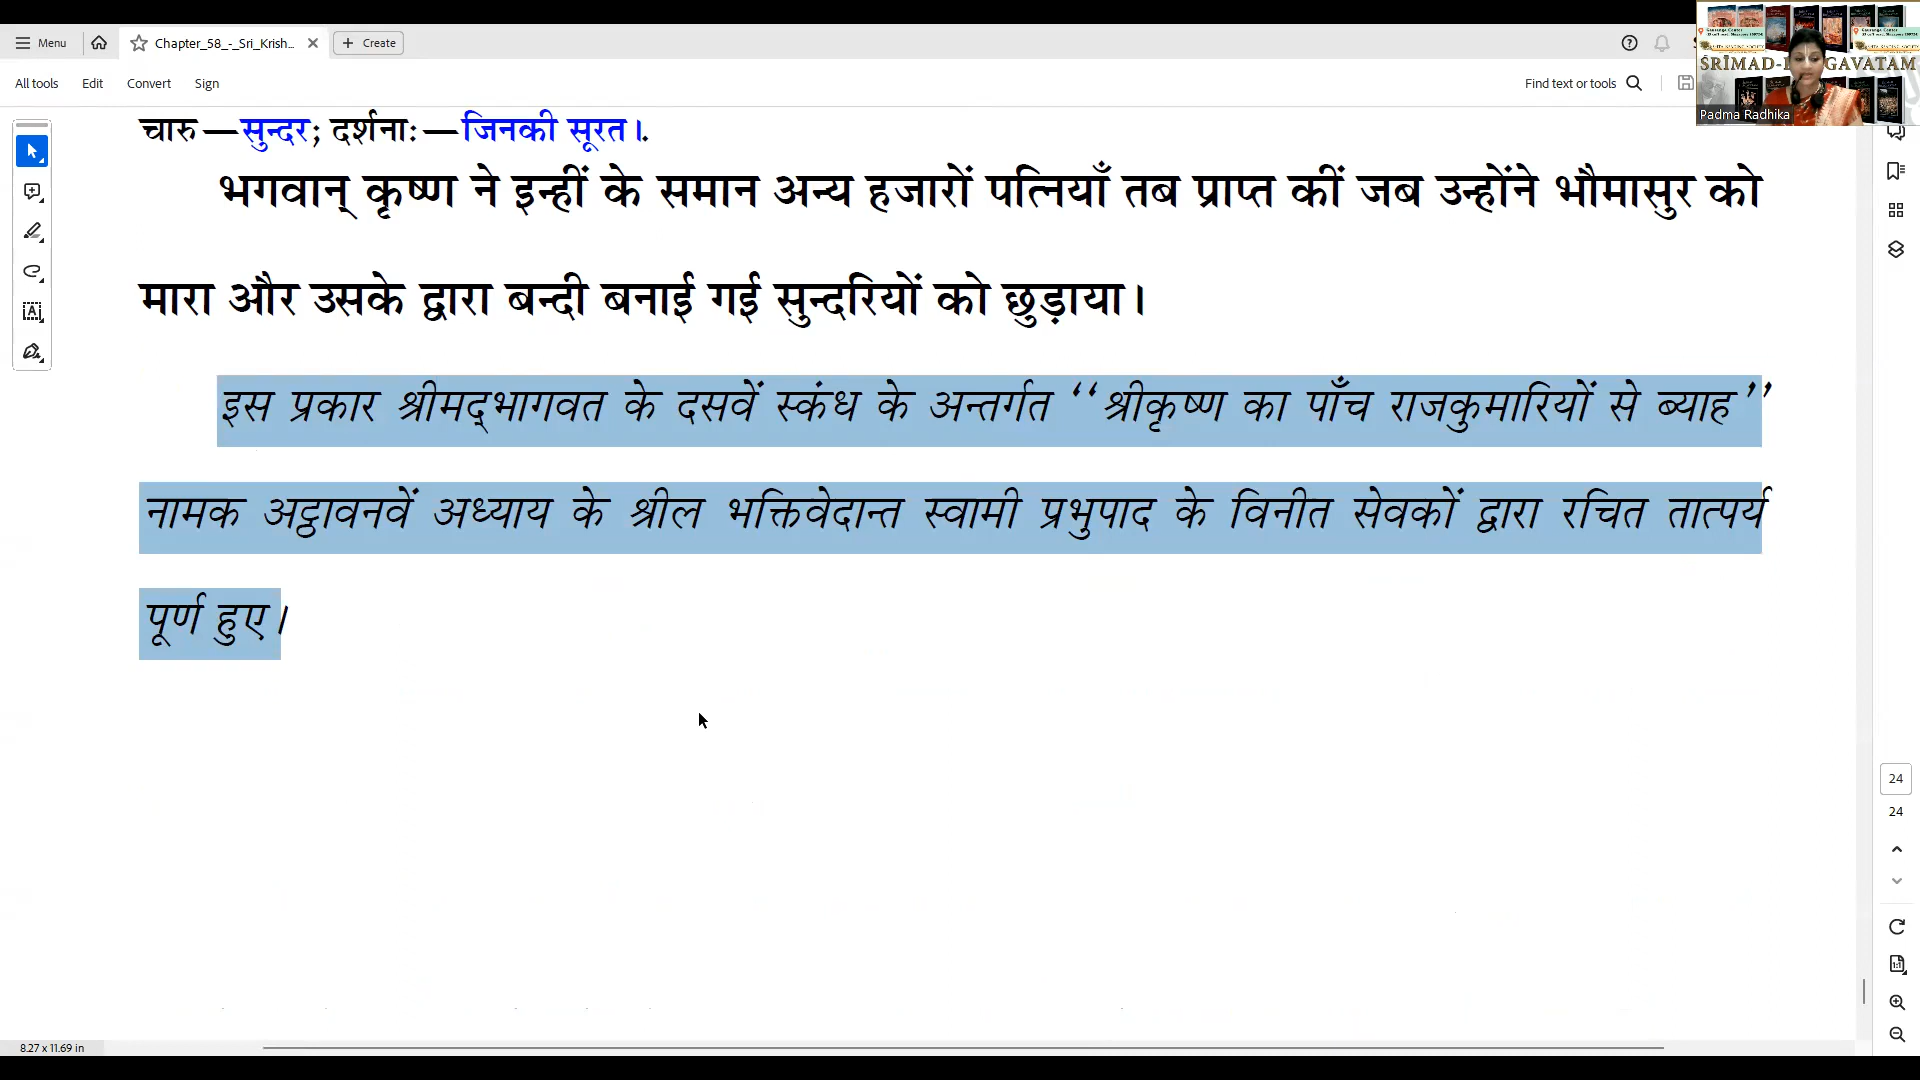 Menu
Chapter_58_-_Sri_Krish...
Create
All tools
Edit
Convert
Sign
Find text or tools
ŚRĪMAD-
GAVATAM
Padma Radhika
चारु—सुन्दर; दर्शनाः—जिनकी सूरत।.
भगवान् कृष्ण ने इन्हीं के समान अन्य हजारों पत्नियाँ तब प्राप्त कीं जब उन्होंने भौमासुर को
मारा और उसके द्वारा बन्दी बनाई गई सुन्दरियों को छुड़ाया।
इस प्रकार श्रीमद्भागवत के दसवें स्कंध के अन्तर्गत ‘‘श्रीकृष्ण का पाँच राजकुमारियों से ब्याह’’
नामक अट्ठावनवें अध्याय के श्रील भक्तिवेदान्त स्वामी प्रभुपाद के विनीत सेवकों द्वारा रचित तात्पर्य
पूर्ण हुए।
24
24
8.27 x 11.69 in